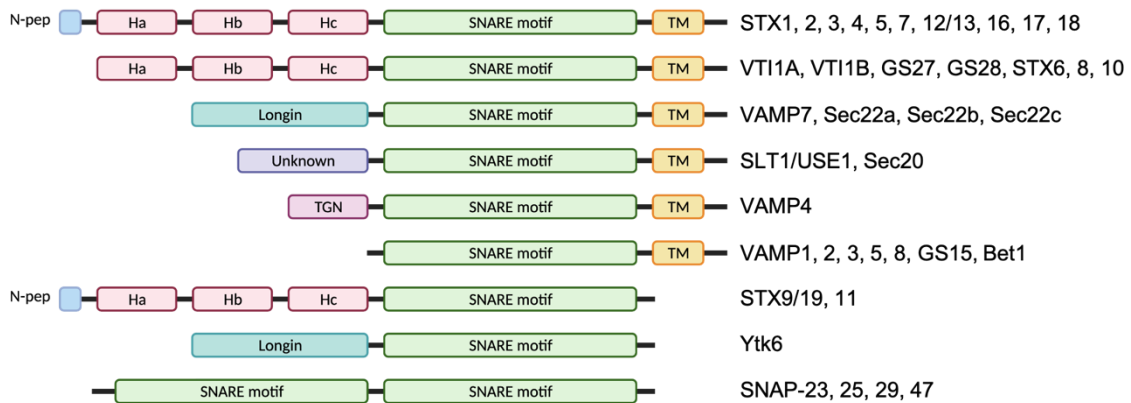 N-pep Ha Hb Hc SNARE motif TM STX1, 2, 3, 4, 5, 7, 12/13, 16, 17, 18
Ha Hb Hc SNARE motif TM VTI1A, VTI1B, GS27, GS28, STX6, 8, 10
Longin SNARE motif TM VAMP7, Sec22a, Sec22b, Sec22c
Unknown SNARE motif TM SLT1/USE1, Sec20
TGN SNARE motif TM VAMP4
SNARE motif TM VAMP1, 2, 3, 5, 8, GS15, Bet1
N-pep Ha Hb Hc SNARE motif STX9/19, 11
Longin SNARE motif Ytk6
SNARE motif SNARE motif SNAP-23, 25, 29, 47